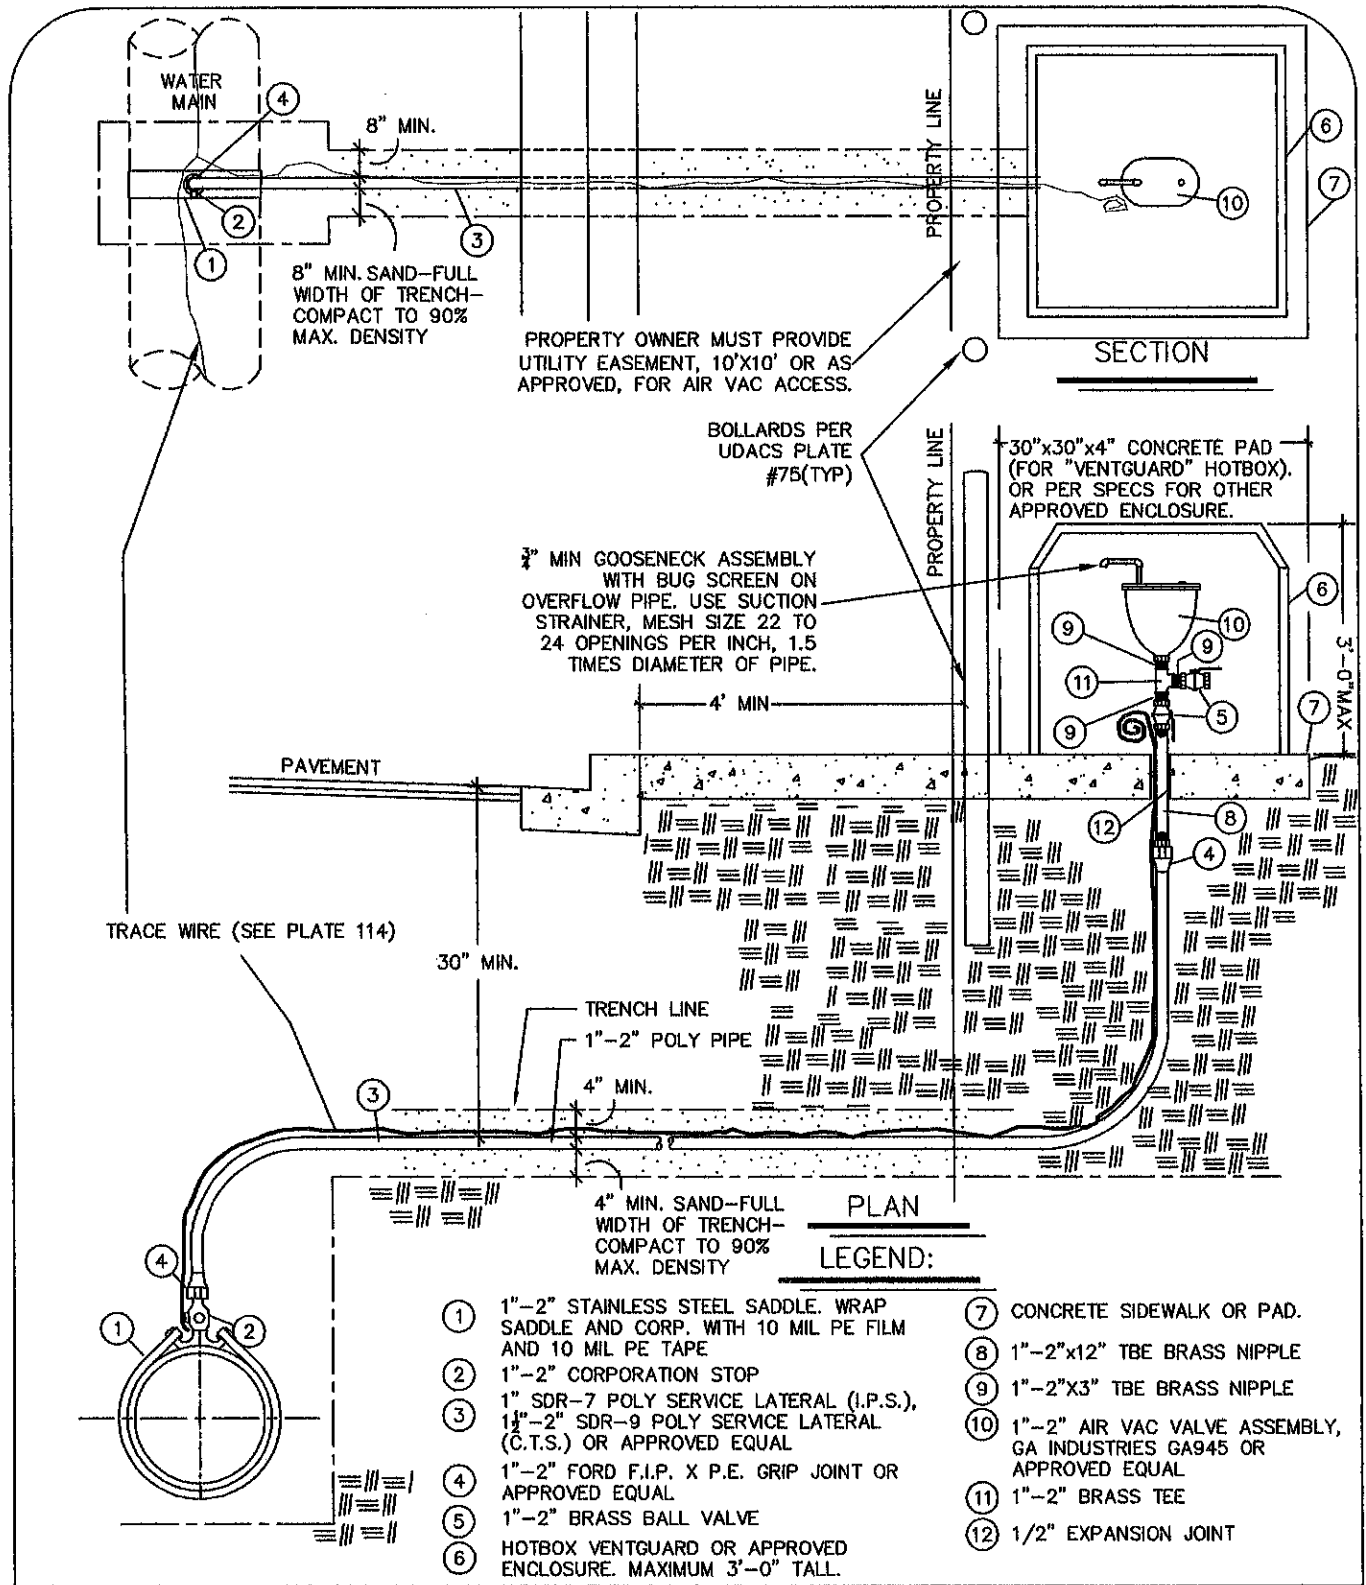 WATER
MAIN
4
8" MIN.
2
1
3
8" MIN. SAND-FULL
WIDTH OF TRENCH-
COMPACT TO 90%
MAX. DENSITY
PROPERTY LINE
6
7
10
PROPERTY OWNER MUST PROVIDE
UTILITY EASEMENT, 10'X10' OR AS
APPROVED, FOR AIR VAC ACCESS.
SECTION
BOLLARDS PER
UDACS PLATE
#75(TYP)
PROPERTY LINE
30"x30"x4" CONCRETE PAD
(FOR "VENTGUARD" HOTBOX).
OR PER SPECS FOR OTHER
APPROVED ENCLOSURE.
3/4" MIN GOOSENECK ASSEMBLY
WITH BUG SCREEN ON
OVERFLOW PIPE. USE SUCTION
STRAINER, MESH SIZE 22 TO
24 OPENINGS PER INCH, 1.5
TIMES DIAMETER OF PIPE.
6
10
9
9
11
5
9
3'-0"MAX
7
4' MIN
PAVEMENT
12
8
4
TRACE WIRE (SEE PLATE 114)
30" MIN.
TRENCH LINE
1"-2" POLY PIPE
4" MIN.
3
4" MIN. SAND-FULL
WIDTH OF TRENCH-
COMPACT TO 90%
MAX. DENSITY
PLAN
4
1
2
LEGEND:
1 1"-2" STAINLESS STEEL SADDLE. WRAP
SADDLE AND CORP. WITH 10 MIL PE FILM
AND 10 MIL PE TAPE
2 1"-2" CORPORATION STOP
3 1" SDR-7 POLY SERVICE LATERAL (I.P.S.),
1½"-2" SDR-9 POLY SERVICE LATERAL
(C.T.S.) OR APPROVED EQUAL
4 1"-2" FORD F.I.P. X P.E. GRIP JOINT OR
APPROVED EQUAL
5 1"-2" BRASS BALL VALVE
6 HOTBOX VENTGUARD OR APPROVED
ENCLOSURE. MAXIMUM 3'-0" TALL.
7 CONCRETE SIDEWALK OR PAD.
8 1"-2"x12" TBE BRASS NIPPLE
9 1"-2"X3" TBE BRASS NIPPLE
10 1"-2" AIR VAC VALVE ASSEMBLY,
GA INDUSTRIES GA945 OR
APPROVED EQUAL
11 1"-2" BRASS TEE
12 1/2" EXPANSION JOINT